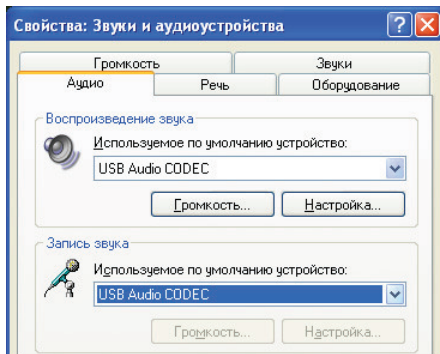 Свойства: Звуки и аудиоустройства
Громкость Звуки
Аудио Речь Оборудование
Воспроизведение звука
Используемое по умолчанию устройство:
USB Audio CODEC
Громкость... Настройка...
Запись звука
Используемое по умолчанию устройство:
USB Audio CODEC
Громкость... Настройка...